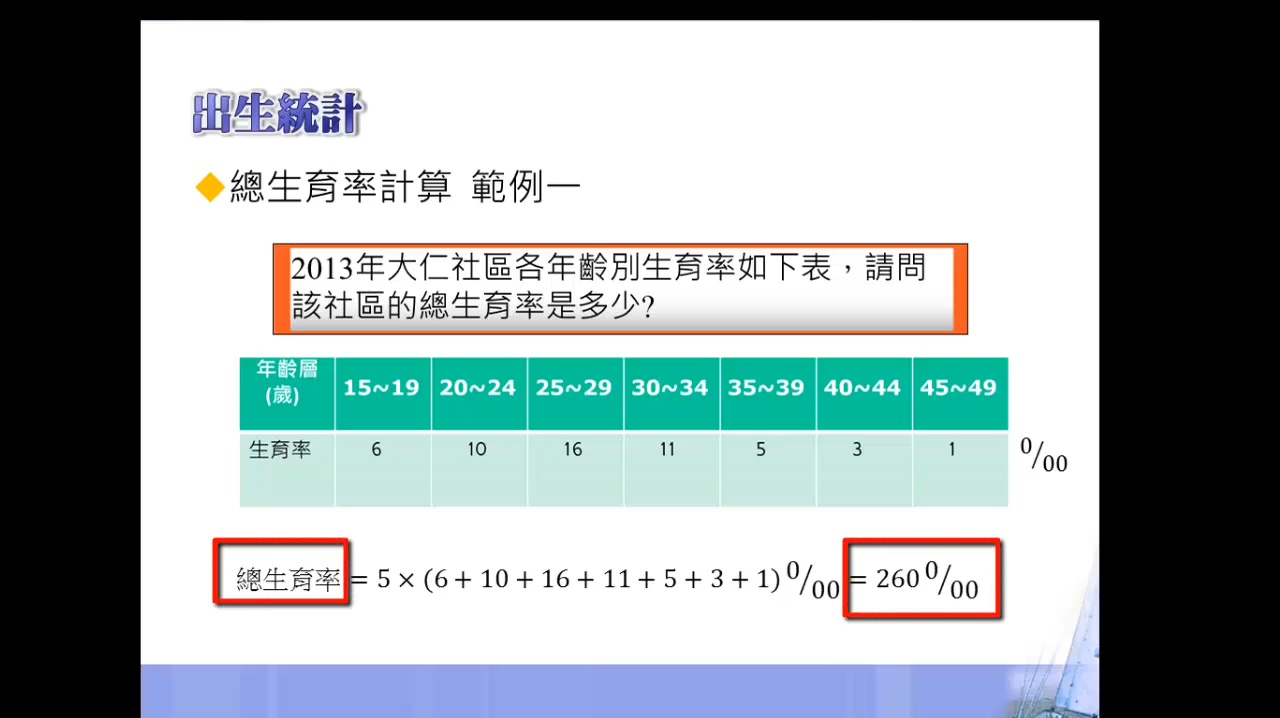 出生統計
總生育率計算 範例一
2013年大仁社區各年齡別生育率如下表，請問
該社區的總生育率是多少?
年齡層
(歲) 15~19 20~24 25~29 30~34 35~39 40~44 45~49
生育率 6 10 16 11 5 3 1 0/00
總生育率 = 5 × (6 + 10 + 16 + 11 + 5 + 3 + 1) 0/00 = 260 0/00